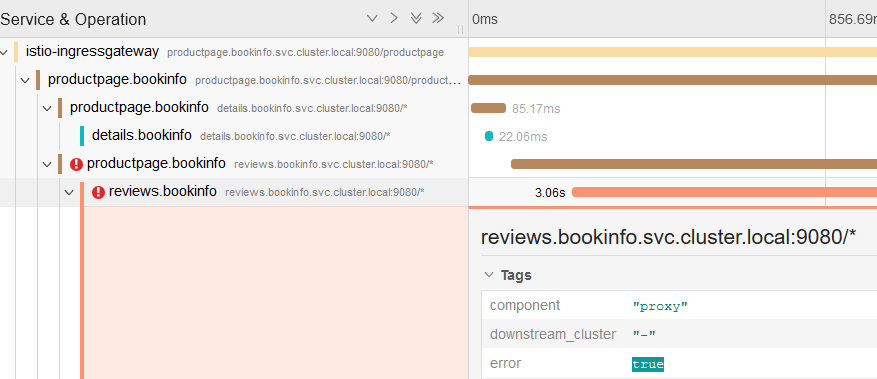 Service & Operation
0ms
856.69m
istio-ingressgateway productpage.bookinfo.svc.cluster.local:9080/productpage
productpage.bookinfo productpage.bookinfo.svc.cluster.local:9080/product…
productpage.bookinfo details.bookinfo.svc.cluster.local:9080/*
85.17ms
details.bookinfo details.bookinfo.svc.cluster.local:9080/*
22.06ms
productpage.bookinfo reviews.bookinfo.svc.cluster.local:9080/*
reviews.bookinfo reviews.bookinfo.svc.cluster.local:9080/*
3.06s
reviews.bookinfo.svc.cluster.local:9080/*
Tags
component "proxy"
downstream_cluster "-"
error true